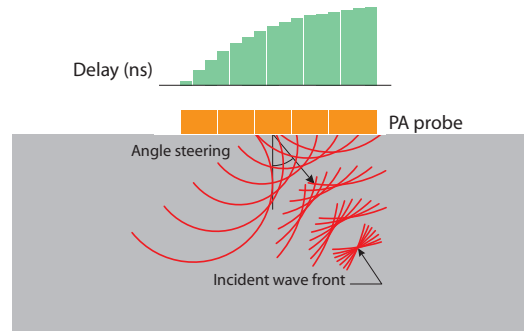 Delay (ns)
PA probe
Angle steering
Incident wave
front